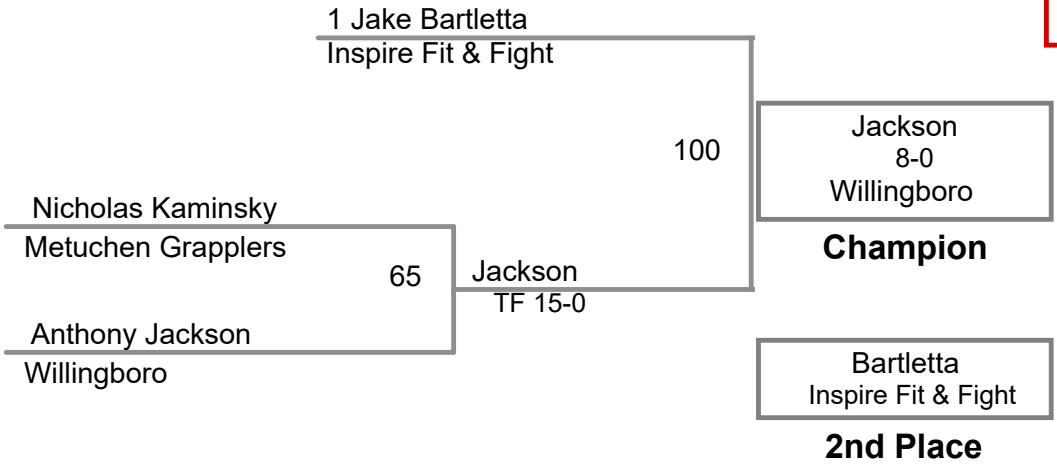 1 Jake Bartletta
Inspire Fit & Fight
100
Jackson
8-0
Willingboro
Champion
Nicholas Kaminsky
Metuchen Grapplers
65
Jackson
TF 15-0
Anthony Jackson
Willingboro
Bartletta
Inspire Fit & Fight
2nd Place